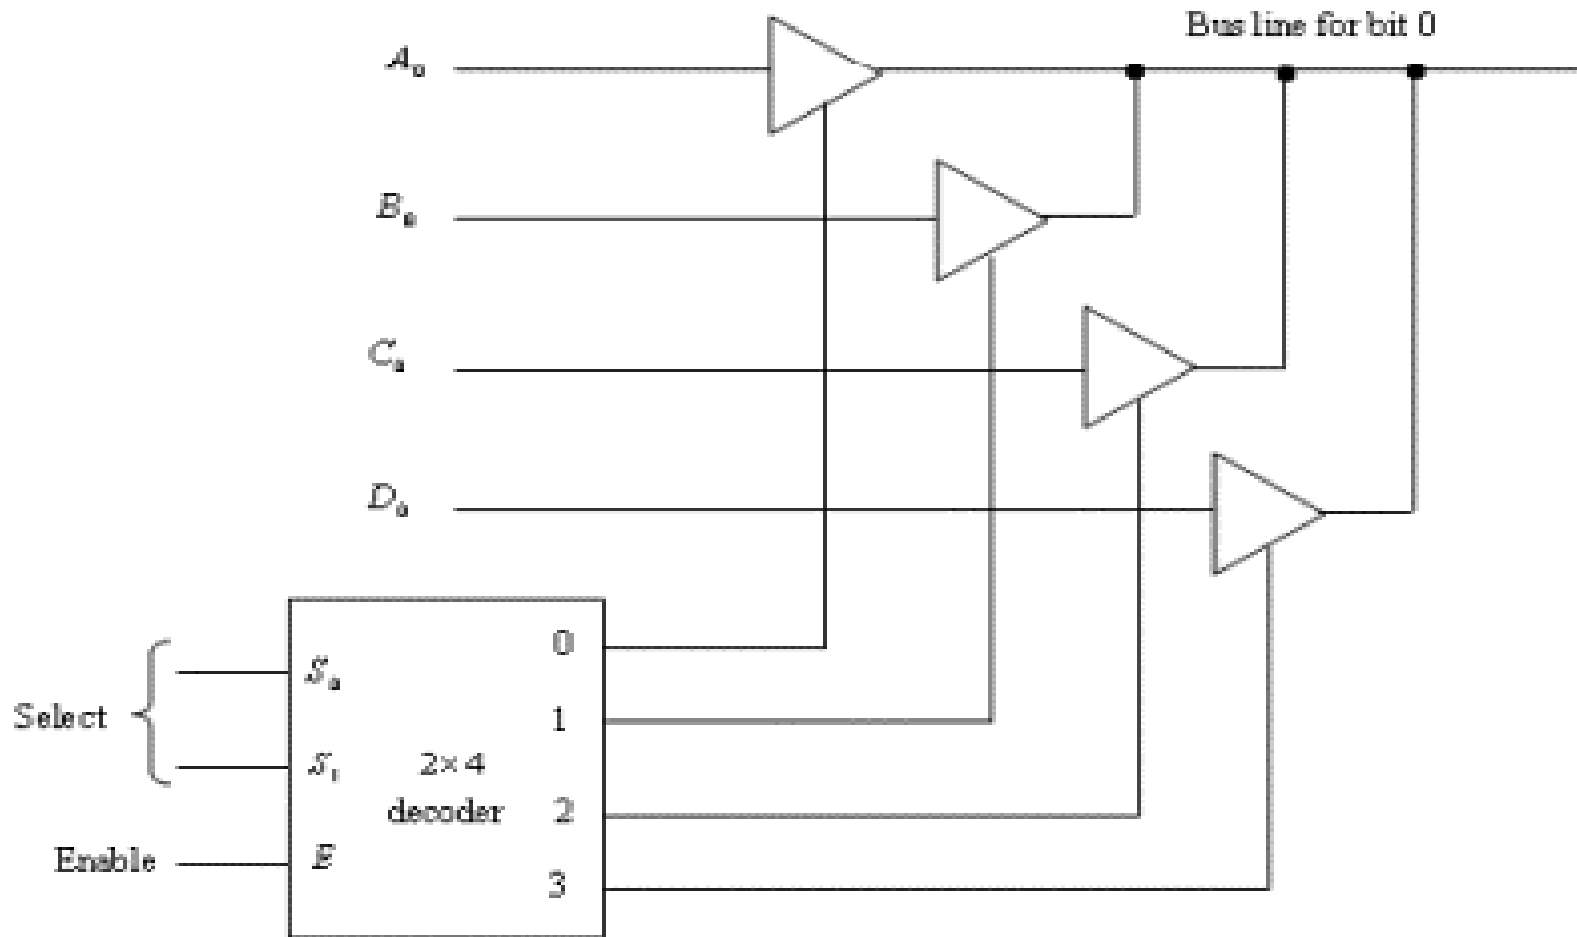 Bus line for bit 0
A₀
B₀
C₀
D₀
0
S₀
Select
1
S₁
2×4
decoder
2
Enable
E
3